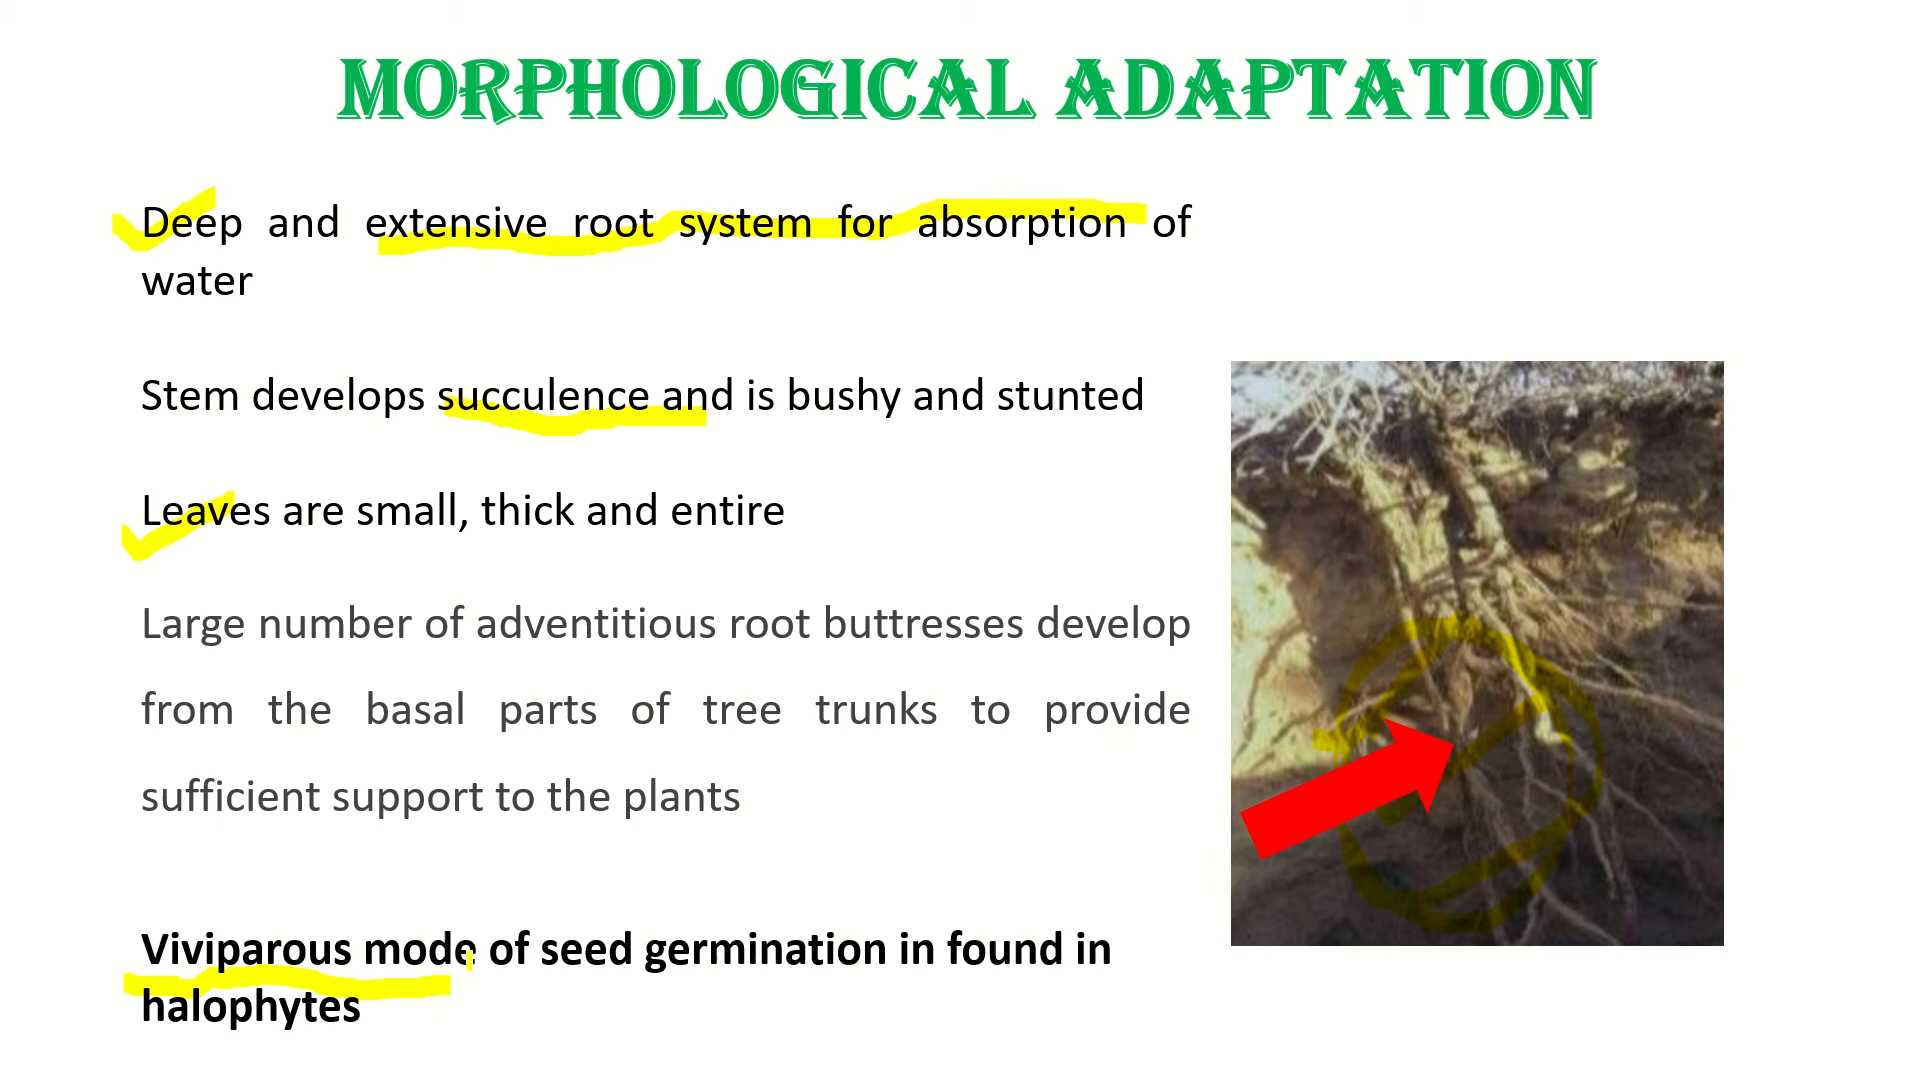 MORPHOLOGICAL ADAPTATION
Deep and extensive root system for absorption of
water
Stem develops succulence and is bushy and stunted
Leaves are small, thick and entire
Large number of adventitious root buttresses develop
from the basal parts of tree trunks to provide
sufficient support to the plants
Viviparous mode of seed germination in found in
halophytes